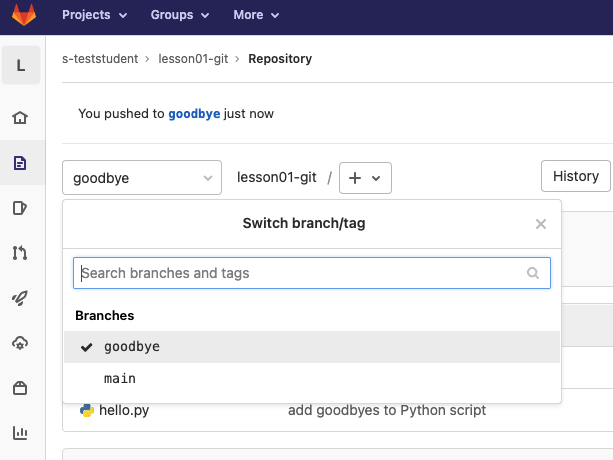 Projects Groups More
L s-teststudent › lesson01-git › Repository
You pushed to goodbye just now
goodbye lesson01-git / + History
Switch branch/tag ×
Search branches and tags
Branches
goodbye
main
hello.py add goodbyes to Python script